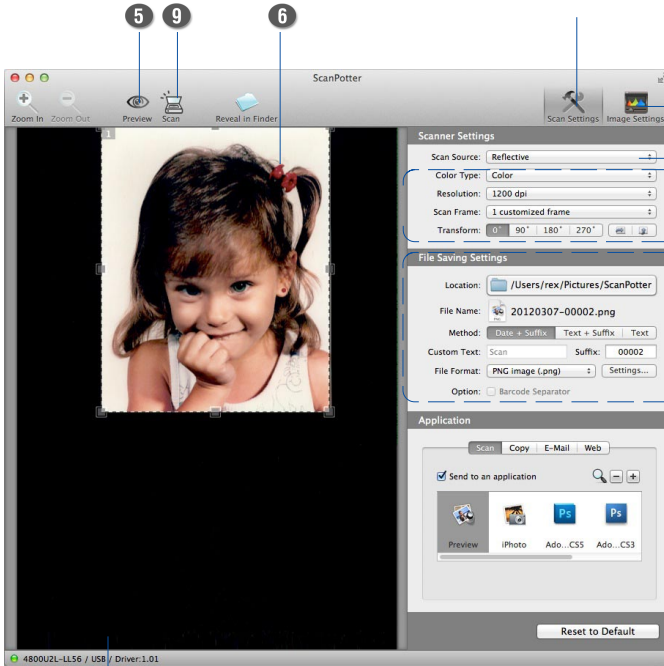 5 9 6
ScanPotter
Zoom In Zoom Out Preview Scan Reveal in Finder Scan Settings Image Settings
1
Scanner Settings
Scan Source: Reflective
Color Type: Color
Resolution: 1200 dpi
Scan Frame: 1 customized frame
Transform: 0° 90° 180° 270°
File Saving Settings
Location: /Users/rex/Pictures/ScanPotter
File Name: 20120307-00002.png
Method: Date + Suffix Text + Suffix Text
Custom Text: Scan Suffix: 00002
File Format: PNG image (.png) Settings...
Option: Barcode Separator
Application
Scan Copy E-Mail Web
Send to an application
Ps Ps
Preview iPhoto Ado...CS5 Ado...CS3
Reset to Default
4800U2L-LL56 / USB / Driver:1.01